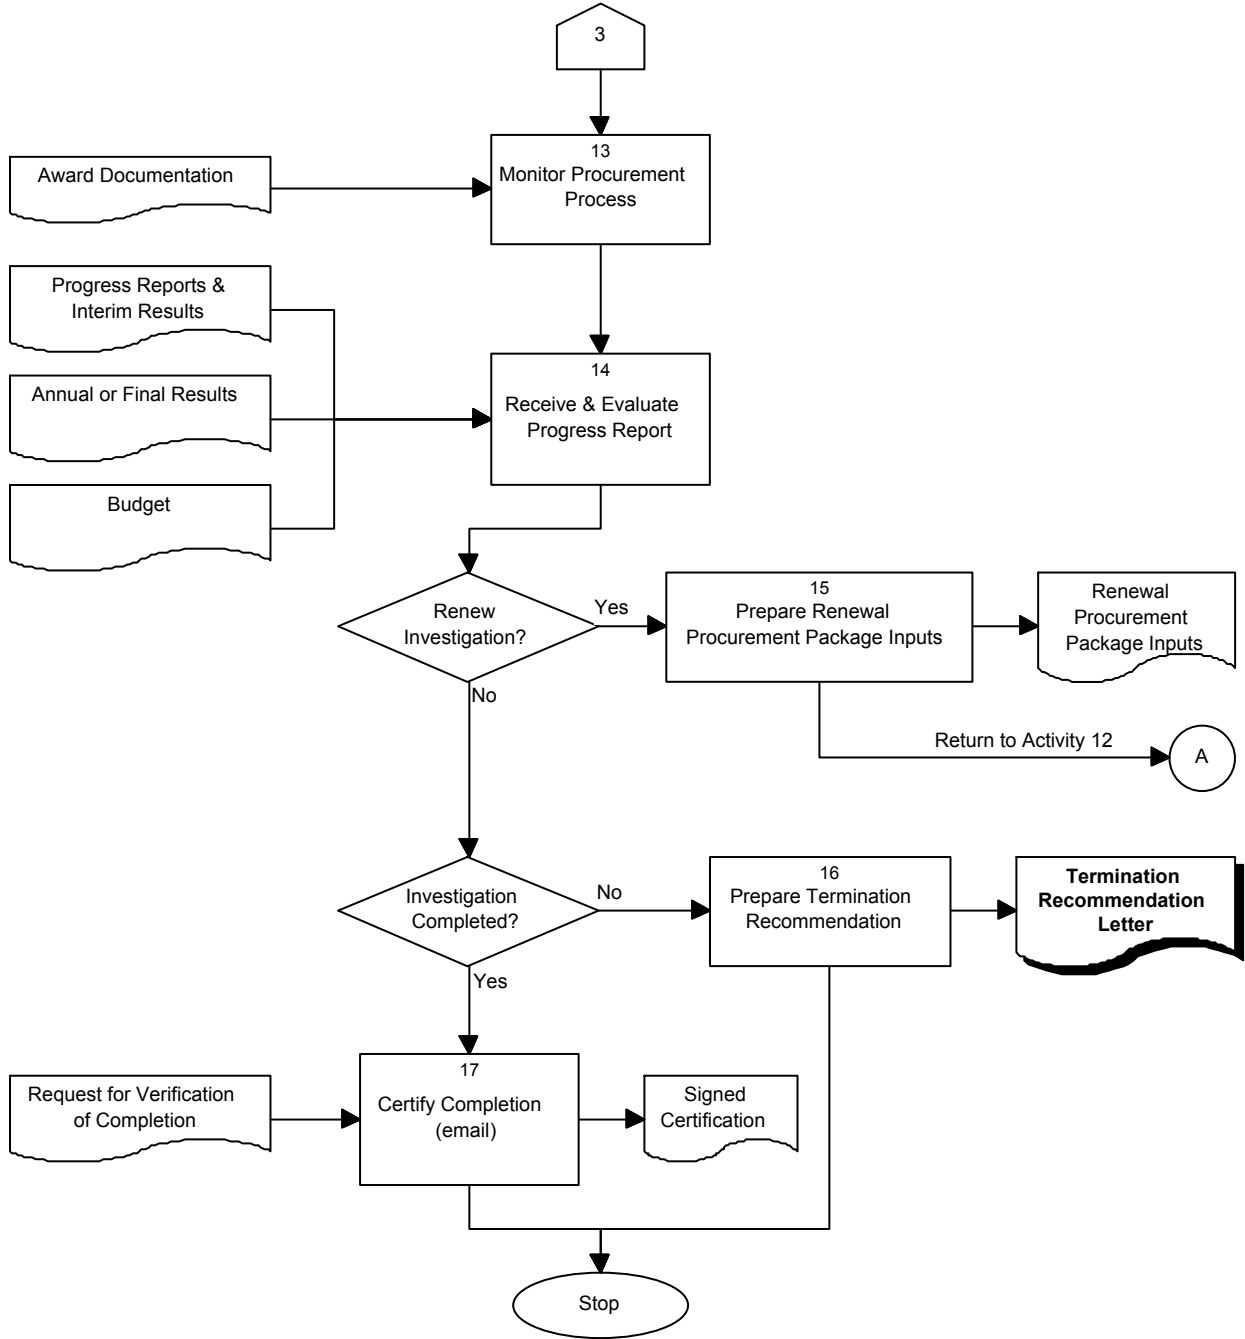 3
13
Monitor Procurement
Process
Award Documentation
Progress Reports &
Interim Results
Annual or Final Results
Budget
14
Receive & Evaluate
Progress Report
Renew
Investigation?
Yes
No
15
Prepare Renewal
Procurement Package Inputs
Renewal
Procurement
Package Inputs
Return to Activity 12
A
Investigation
Completed?
No
Yes
16
Prepare Termination
Recommendation
Termination
Recommendation
Letter
Request for Verification
of Completion
17
Certify Completion
(email)
Signed
Certification
Stop